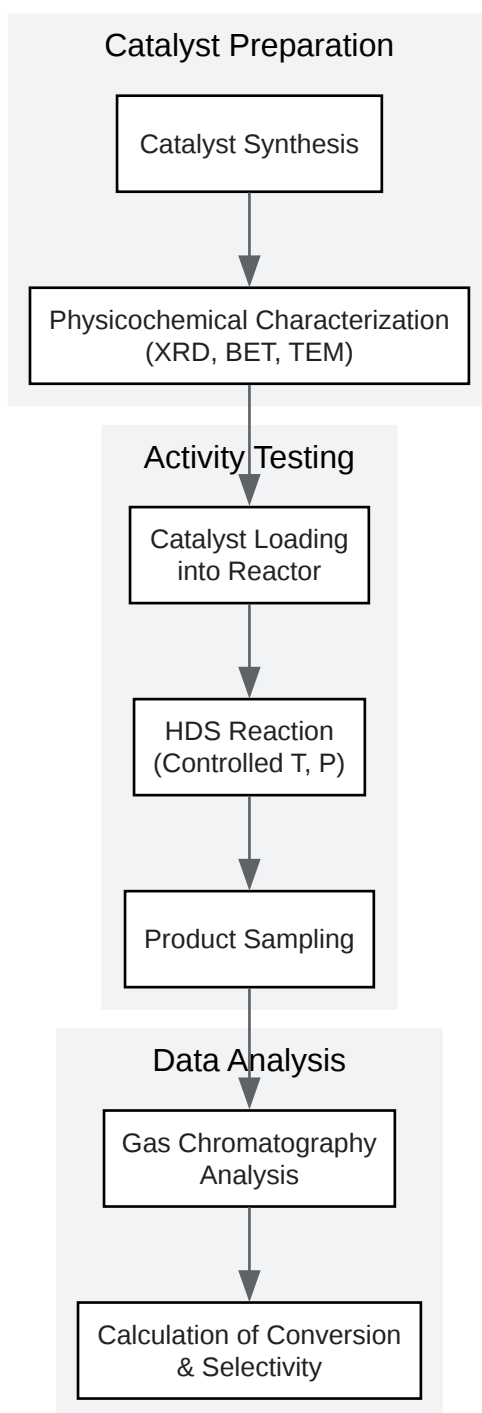 Catalyst Preparation
Catalyst Synthesis
Physicochemical Characterization
(XRD, BET, TEM)
Activity Testing
Catalyst Loading
into Reactor
HDS Reaction
(Controlled T, P)
Product Sampling
Data Analysis
Gas Chromatography
Analysis
Calculation of Conversion
& Selectivity